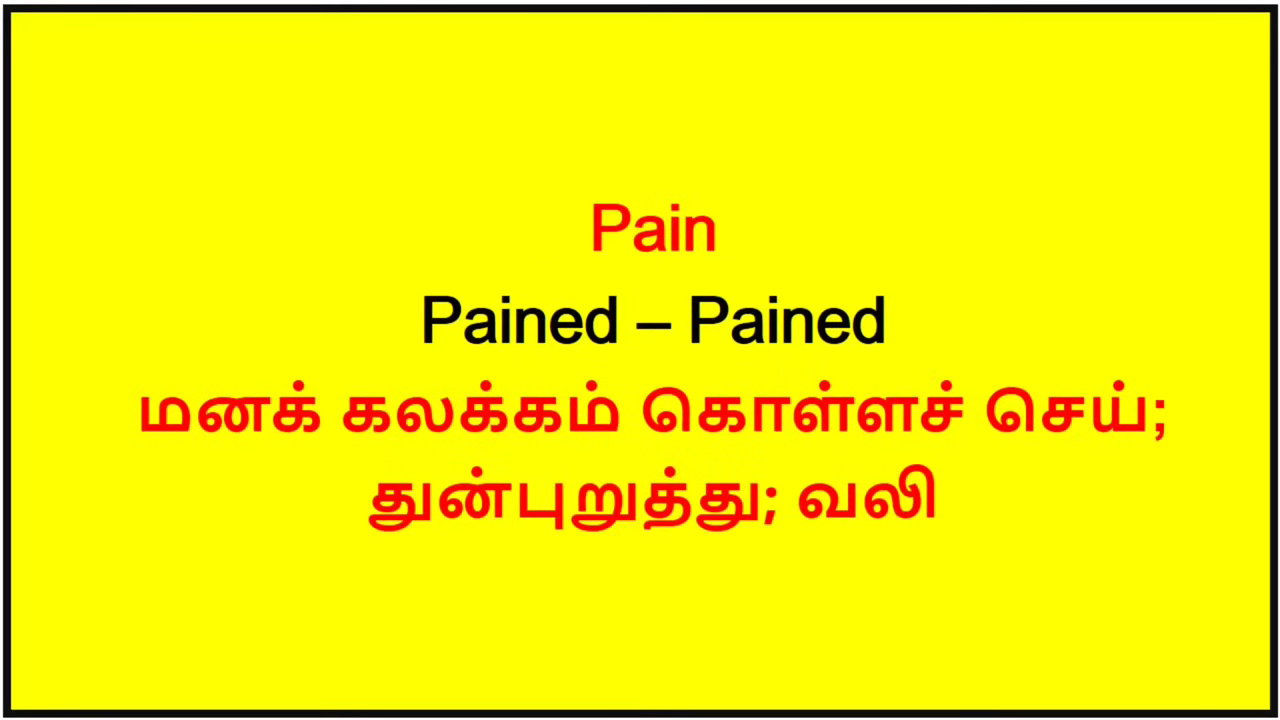 Pain
Pained – Pained
மனக் கலக்கம் கொள்ளச் செய்;
துன்புறுத்து; வலி